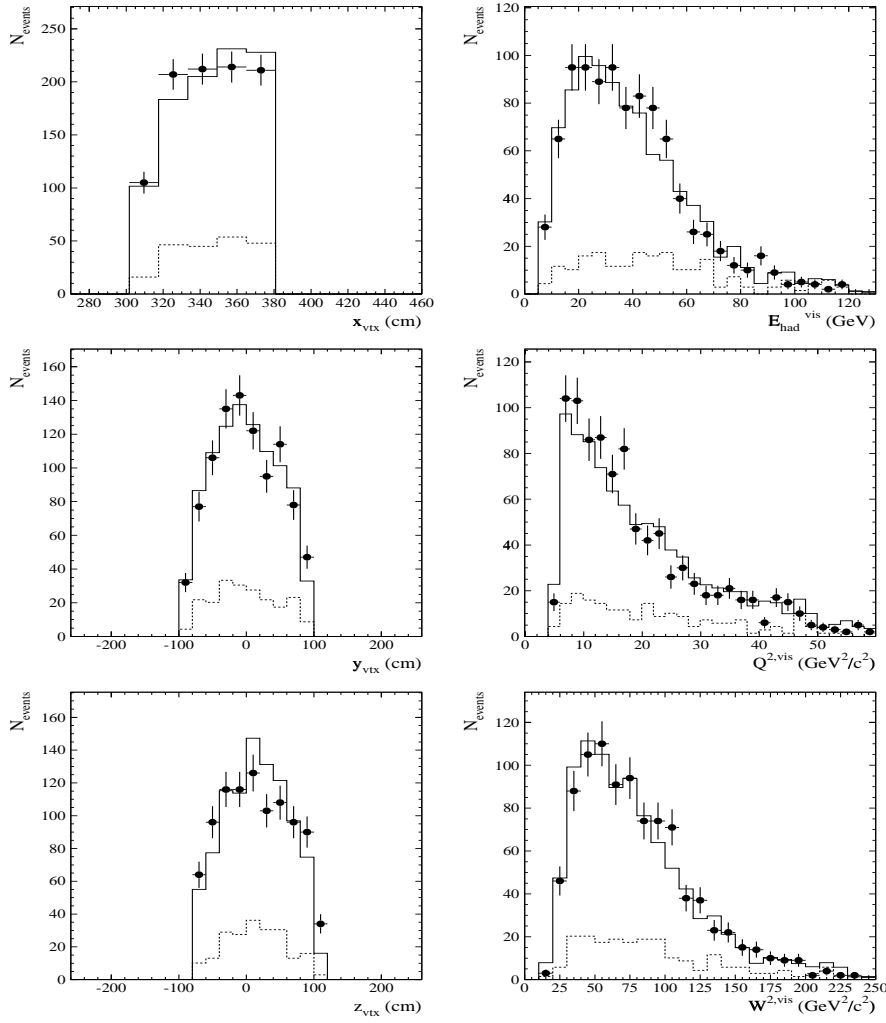 N_events
0
50
100
150
200
250
280 300 320 340 360 380 400 420 440 460
x_vtx (cm)
N_events
0
20
40
60
80
100
120
0 20 40 60 80 100 120
E_had^vis (GeV)
N_events
0
20
40
60
80
100
120
140
160
-200 -100 0 100 200
y_vtx (cm)
N_events
0
20
40
60
80
100
120
0 10 20 30 40 50
Q^2,vis (GeV^2/c^2)
N_events
0
20
40
60
80
100
120
140
160
-200 -100 0 100 200
z_vtx (cm)
N_events
0
20
40
60
80
100
120
0 25 50 75 100 125 150 175 200 225 250
W^2,vis (GeV^2/c^2)